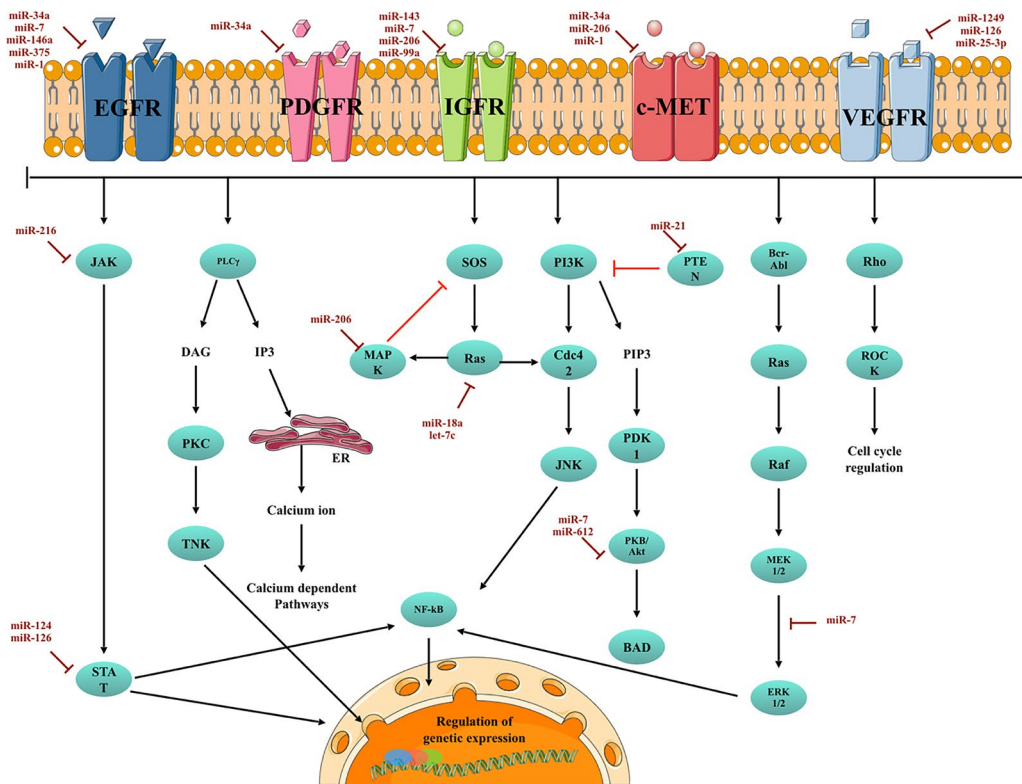 miR-34a
miR-7
miR-146a
miR-375
miR-1
miR-34a
miR-143
miR-7
miR-206
miR-99a
miR-34a
miR-206
miR-1
miR-1249
miR-126
miR-25-3p
EGFR
PDGFR
IGFR
c-MET
VEGFR
miR-216
JAK
PLCγ
SOS
PI3K
miR-21
PTE
N
Bcr-
Abl
Rho
DAG
IP3
miR-206
MAP
K
Ras
Cdc4
2
PIP3
Ras
ROC
K
miR-18a
let-7c
PKC
ER
JNK
PDK
1
Raf
Cell cycle
regulation
Calcium ion
TNK
miR-7
miR-612
PKB/
Akt
MEK
1/2
Calcium dependent
Pathways
NF-kB
miR-7
miR-124
miR-126
BAD
STA
T
ERK
1/2
Regulation of
genetic expression